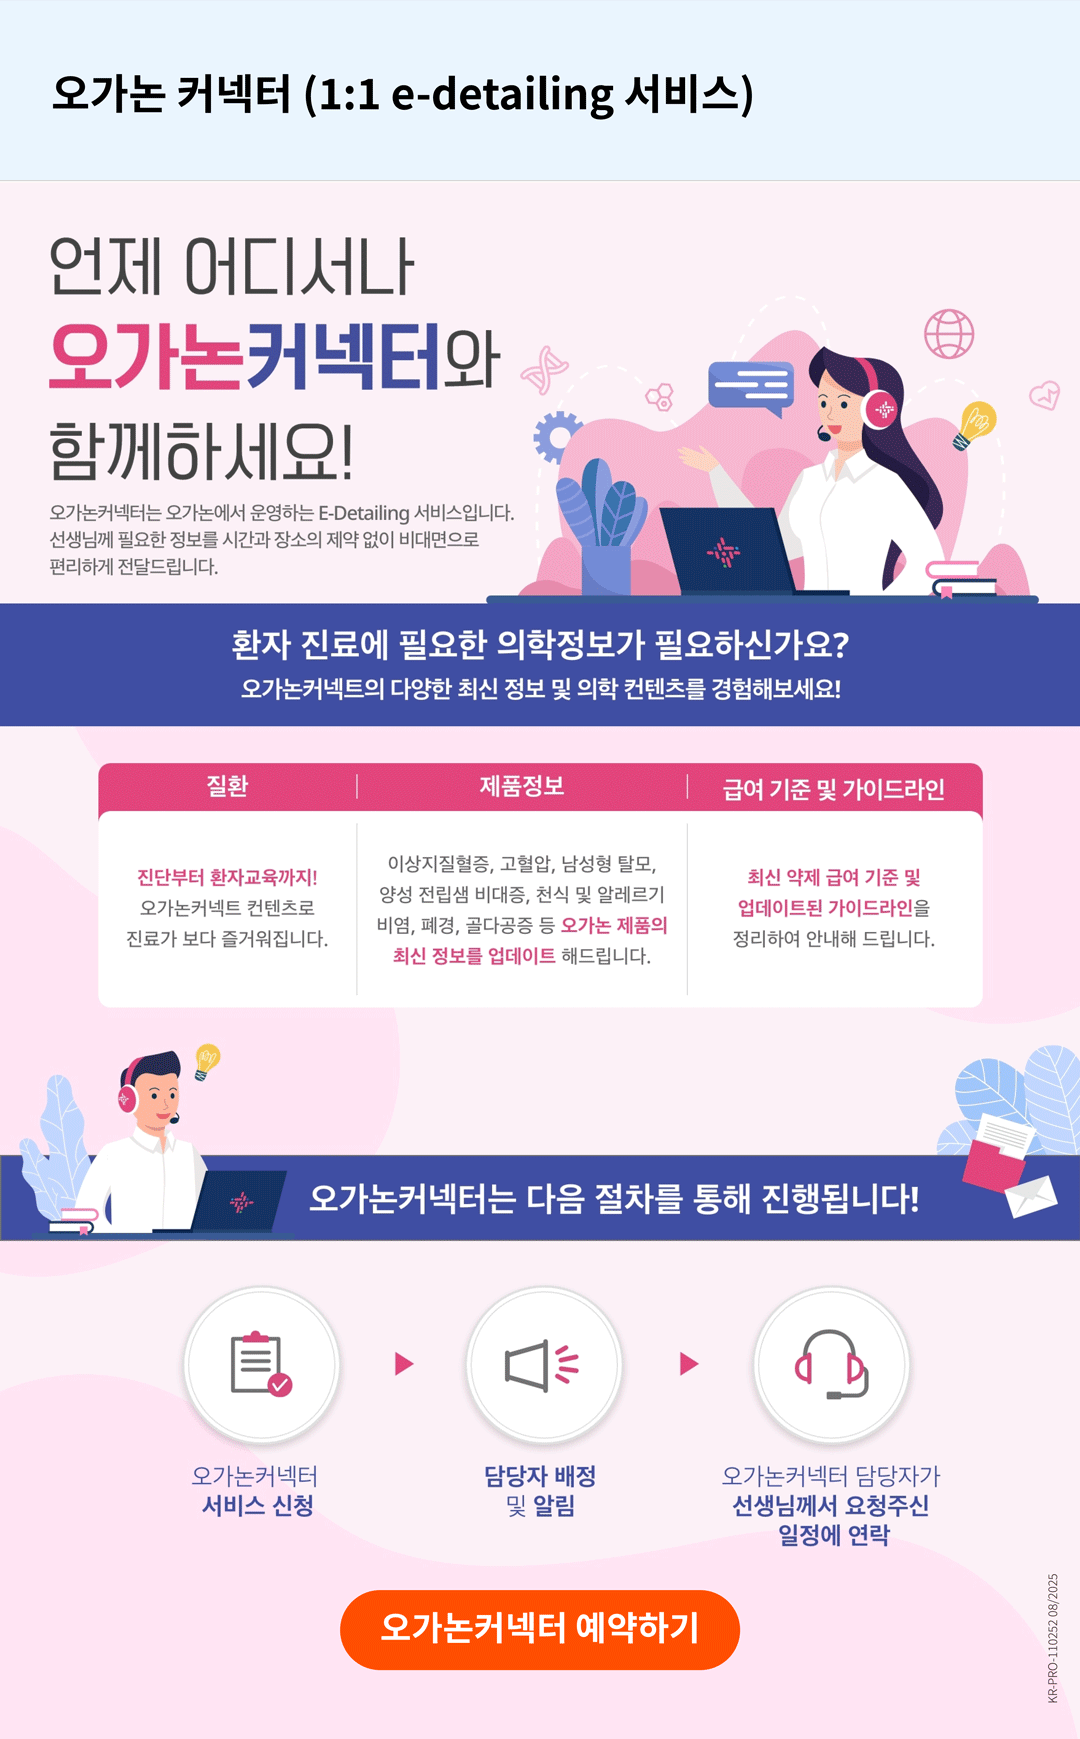 오가논 커넥터 (1:1 e-detailing 서비스)
언제 어디서나
오가논커넥터와
함께하세요!
오가논커넥터는 오가논에서 운영하는 E-Detailing 서비스입니다.
선생님께 필요한 정보를 시간과 장소의 제약 없이 비대면으로
편리하게 전달드립니다.
환자 진료에 필요한 의학정보가 필요하신가요?
오가논커넥트의 다양한 최신 정보 및 의학 컨텐츠를 경험해보세요!
질환
진단부터 환자교육까지!
오가논커넥트 컨텐츠로
진료가 보다 즐거워집니다.
제품정보
이상지질혈증, 고혈압, 남성형 탈모,
양성 전립샘 비대증, 천식 및 알레르기
비염, 폐경, 골다공증 등 오가논 제품의
최신 정보를 업데이트 해드립니다.
급여 기준 및 가이드라인
최신 약제 급여 기준 및
업데이트된 가이드라인을
정리하여 안내해 드립니다.
오가논커넥터는 다음 절차를 통해 진행됩니다!
오가논커넥터
서비스 신청
담당자 배정
및 알림
오가논커넥터 담당자가
선생님께서 요청주신
일정에 연락
오가논커넥터 예약하기
KR-PRO-110252 08/2025